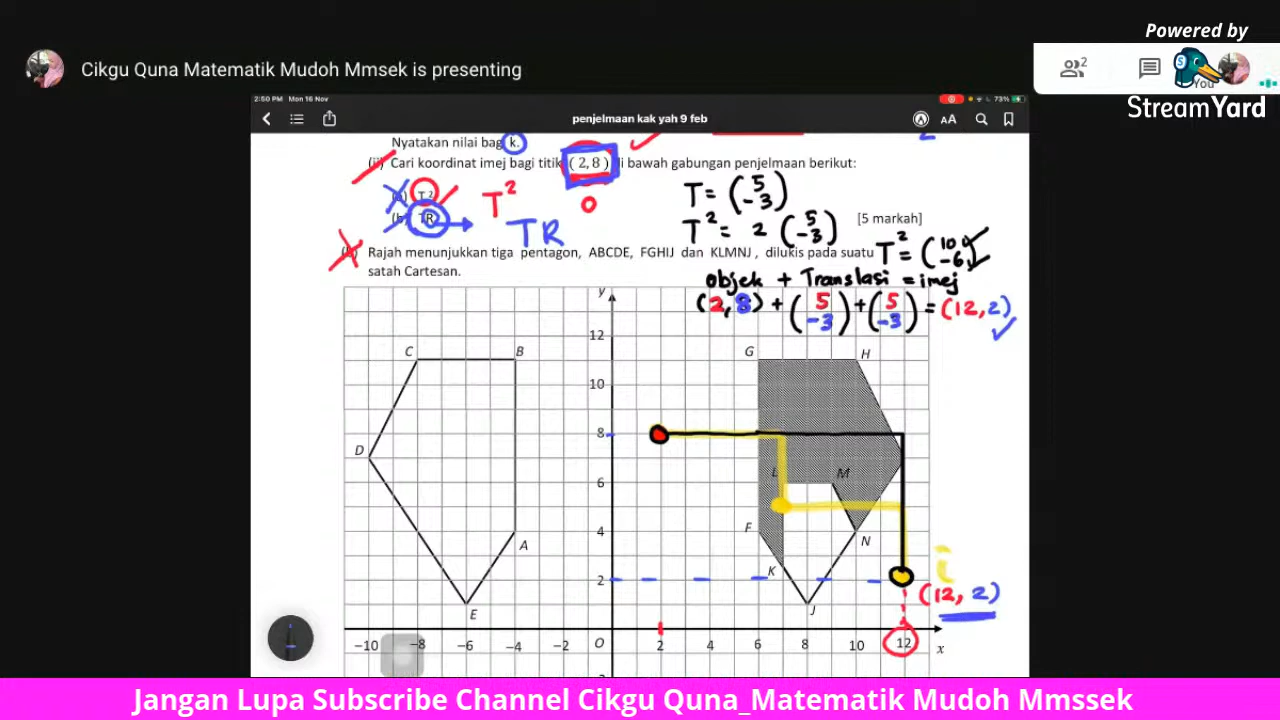 Powered by
Cikgu Quna Matematik Mudoh Mmsek is presenting
2
You
StreamYard
2:50 PM Mon 16 Nov
73%
penjelmaan kak yah 9 feb
AA
Nyatakan nilai bag k.
(ii) Cari koordinat imej bagi titik (2,8) di bawah gabungan penjelmaan berikut:
T²
T²
O
T = (5 -3)
TR
TR
T² = 2 (5 -3)
[5 markah]
Rajah menunjukkan tiga pentagon, ABCDE, FGHIJ dan KLMNJ , dilukis pada suatu
satah Cartesan.
T² = (10 -6)
objek + Translasi = imej
(2, 8) + (5 -3) + (5 -3) = (12, 2)
y
12
C
B
G
H
10
8
D
L
M
6
F
4
A
N
K
2
(12, 2)
E
J
-10 -8 -6 -4 -2 O 2 4 6 8 10 12 x
Jangan Lupa Subscribe Channel Cikgu Quna_Matematik Mudoh Mmssek